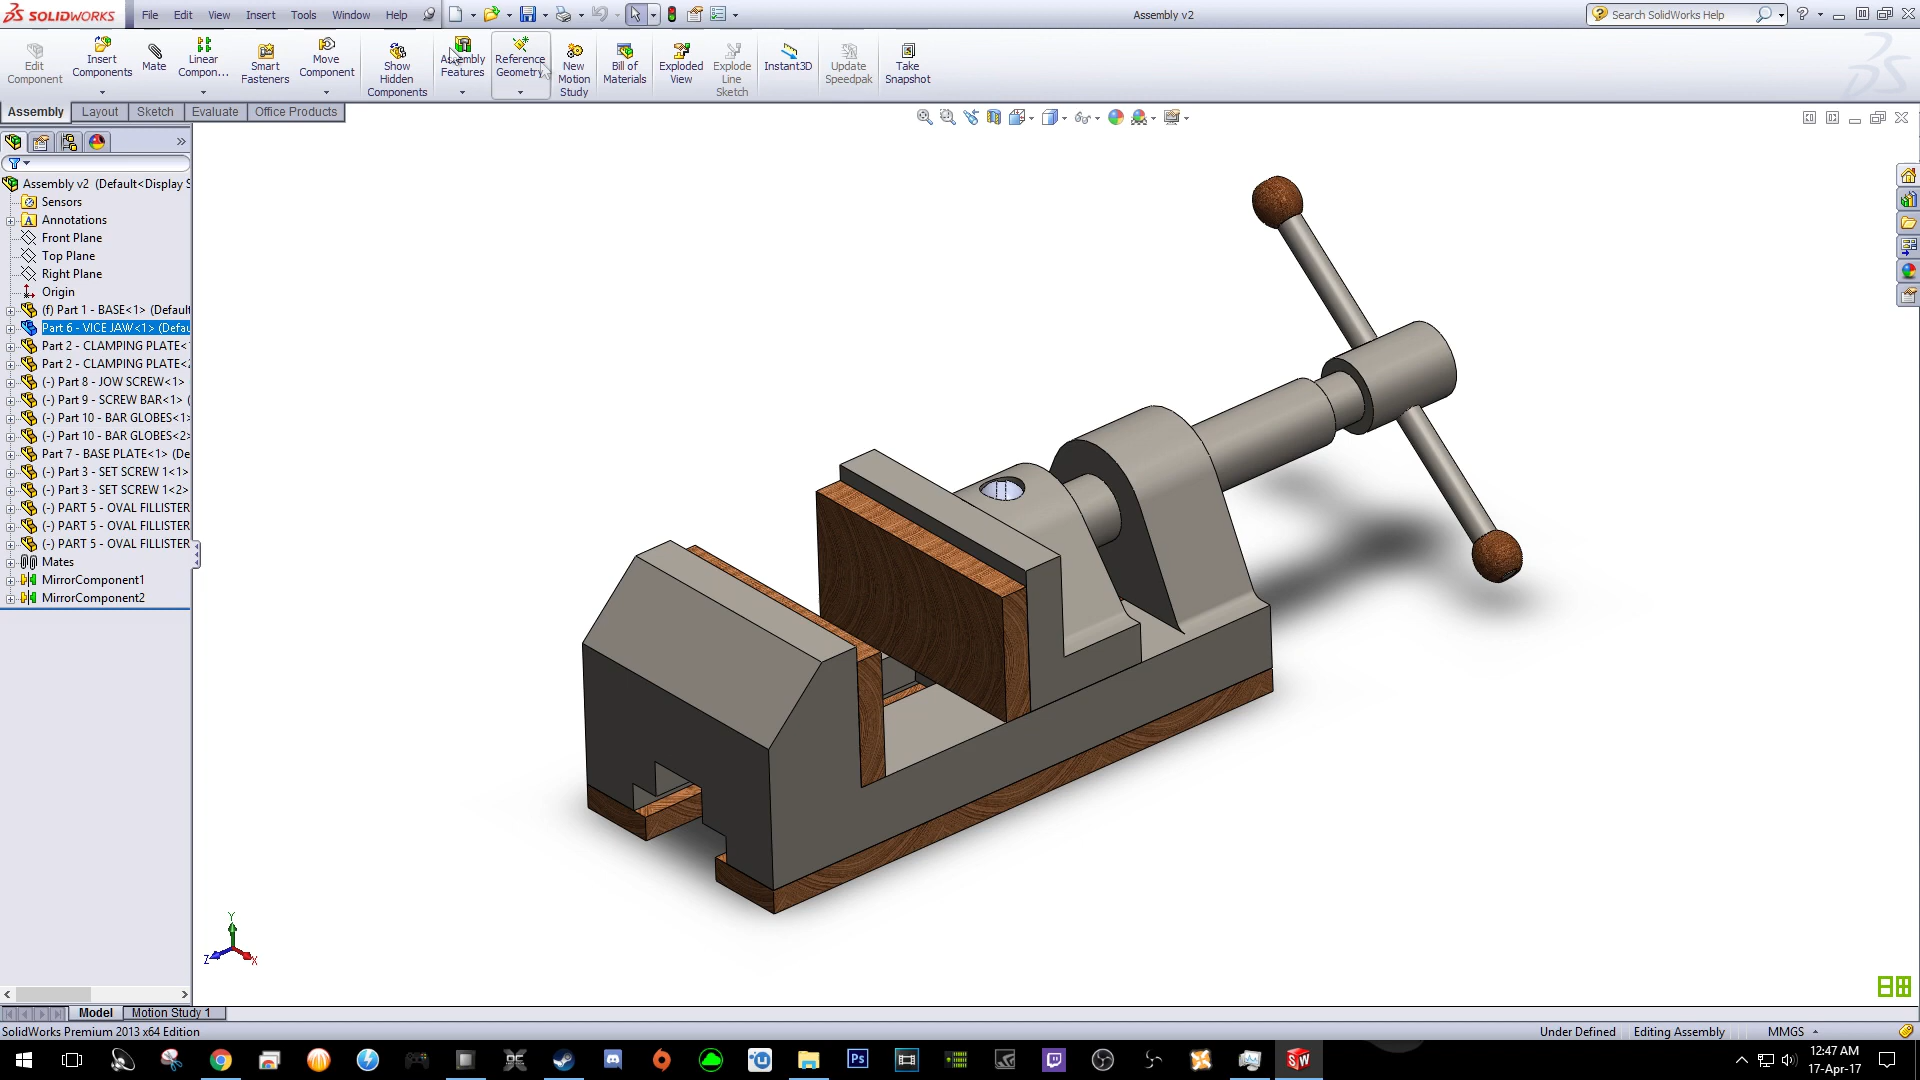 SOLIDWORKS File Edit View Insert Tools Window Help Assembly v2 Search SolidWorks Help
Edit Component
Insert Components
Mate
Linear Compon...
Smart Fasteners
Move Component
Show Hidden Components
Assembly Features
Reference Geometry
New Motion Study
Bill of Materials
Exploded View
Explode Line Sketch
Instant3D
Update Speedpak
Take Snapshot
Assembly Layout Sketch Evaluate Office Products
Assembly v2 (Default<Display S
Sensors
Annotations
Front Plane
Top Plane
Right Plane
Origin
(f) Part 1 - BASE<1> (Default
Part 6 - VICE JAW<1> (Defau
Part 2 - CLAMPING PLATE<
Part 2 - CLAMPING PLATE<2
(-) Part 8 - JOW SCREW<1>
(-) Part 9 - SCREW BAR<1> (
(-) Part 10 - BAR GLOBES<1>
(-) Part 10 - BAR GLOBES<2>
Part 7 - BASE PLATE<1> (De
(-) Part 3 - SET SCREW 1<1>
(-) Part 3 - SET SCREW 1<2>
(-) PART 5 - OVAL FILLISTER
(-) PART 5 - OVAL FILLISTER
(-) PART 5 - OVAL FILLISTER
Mates
MirrorComponent1
MirrorComponent2
Y
Z X
Model Motion Study 1
SolidWorks Premium 2013 x64 Edition Under Defined Editing Assembly MMGS
12:47 AM
17-Apr-17